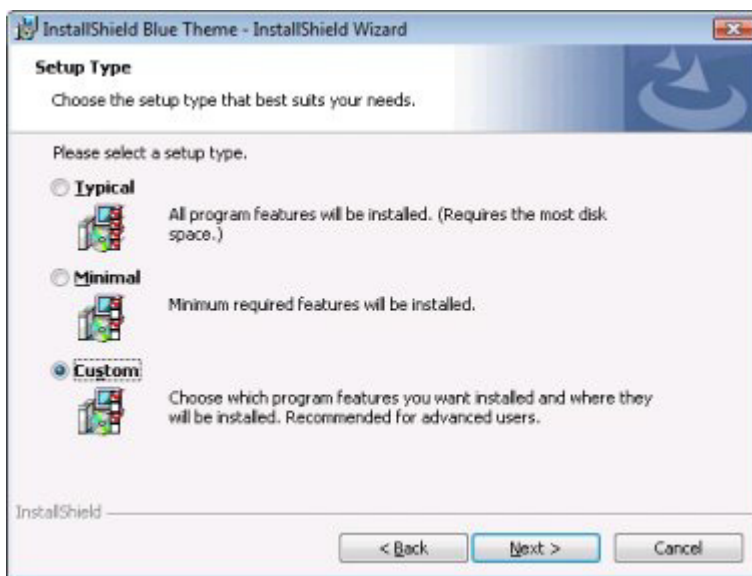 InstallShield Blue Theme - InstallShield Wizard
Setup Type
Choose the setup type that best suits your needs.
Please select a setup type.
Typical
All program features will be installed. (Requires the most disk
space.)
Minimal
Minimum required features will be installed.
Custom
Choose which program features you want installed and where they
will be installed. Recommended for advanced users.
InstallShield
< Back
Next >
Cancel